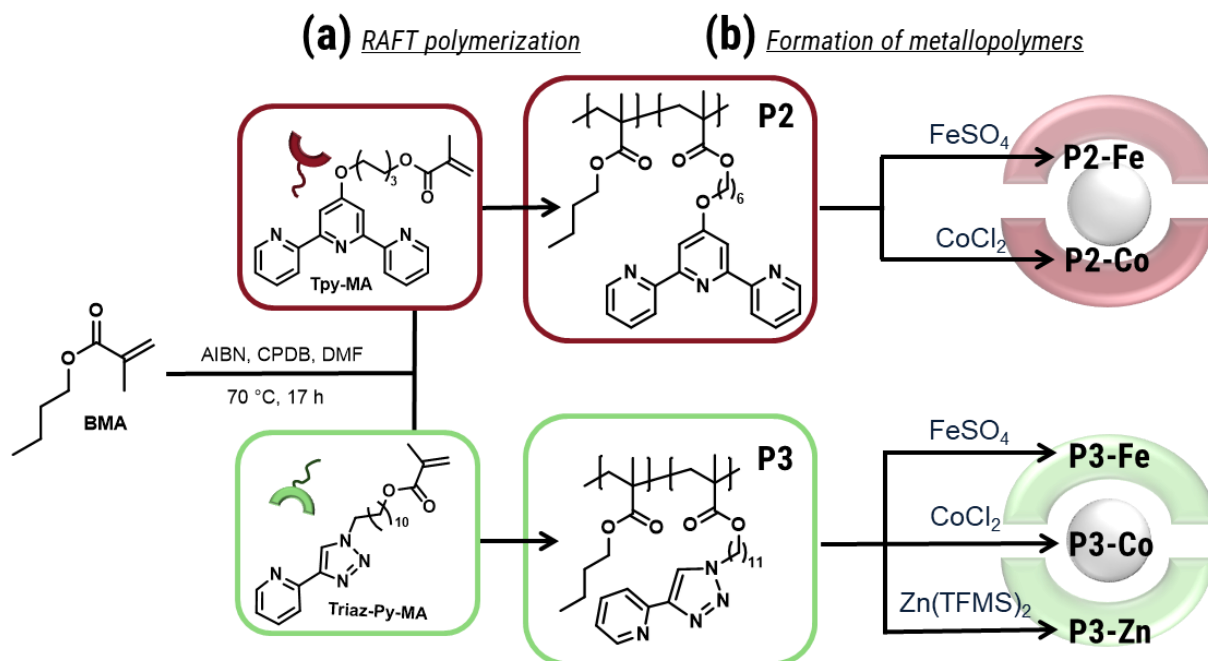 (a) RAFT polymerization
(b) Formation of metallopolymers
O
O
BMA
AIBN, CPDB, DMF
70 °C, 17 h
O
3
O
O
N
N
N
Tpy-MA
O
O
10
N
N
N
N
Triaz-Py-MA
P2
O
O
O
O
6
O
N
N
N
P3
O
O
O
O
11
N
N
N
N
FeSO4
P2-Fe
CoCl2
P2-Co
FeSO4
P3-Fe
CoCl2
P3-Co
Zn(TFMS)2
P3-Zn